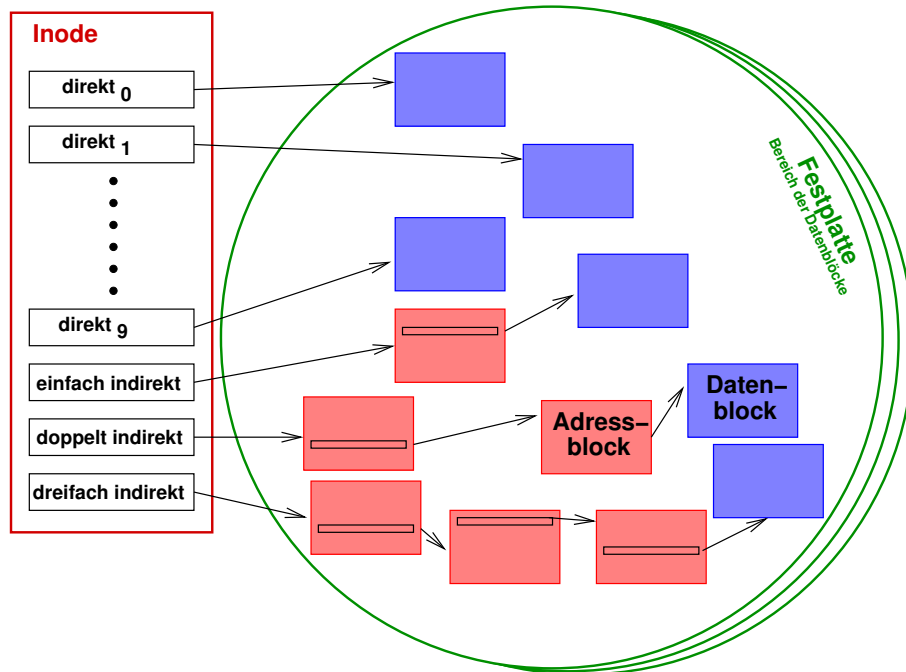 Inode
direkt 0
direkt 1
direkt 9
einfach indirekt
doppelt indirekt
dreifach indirekt
Festplatte
Bereich der Datenblöcke
Daten–
block
Adress–
block